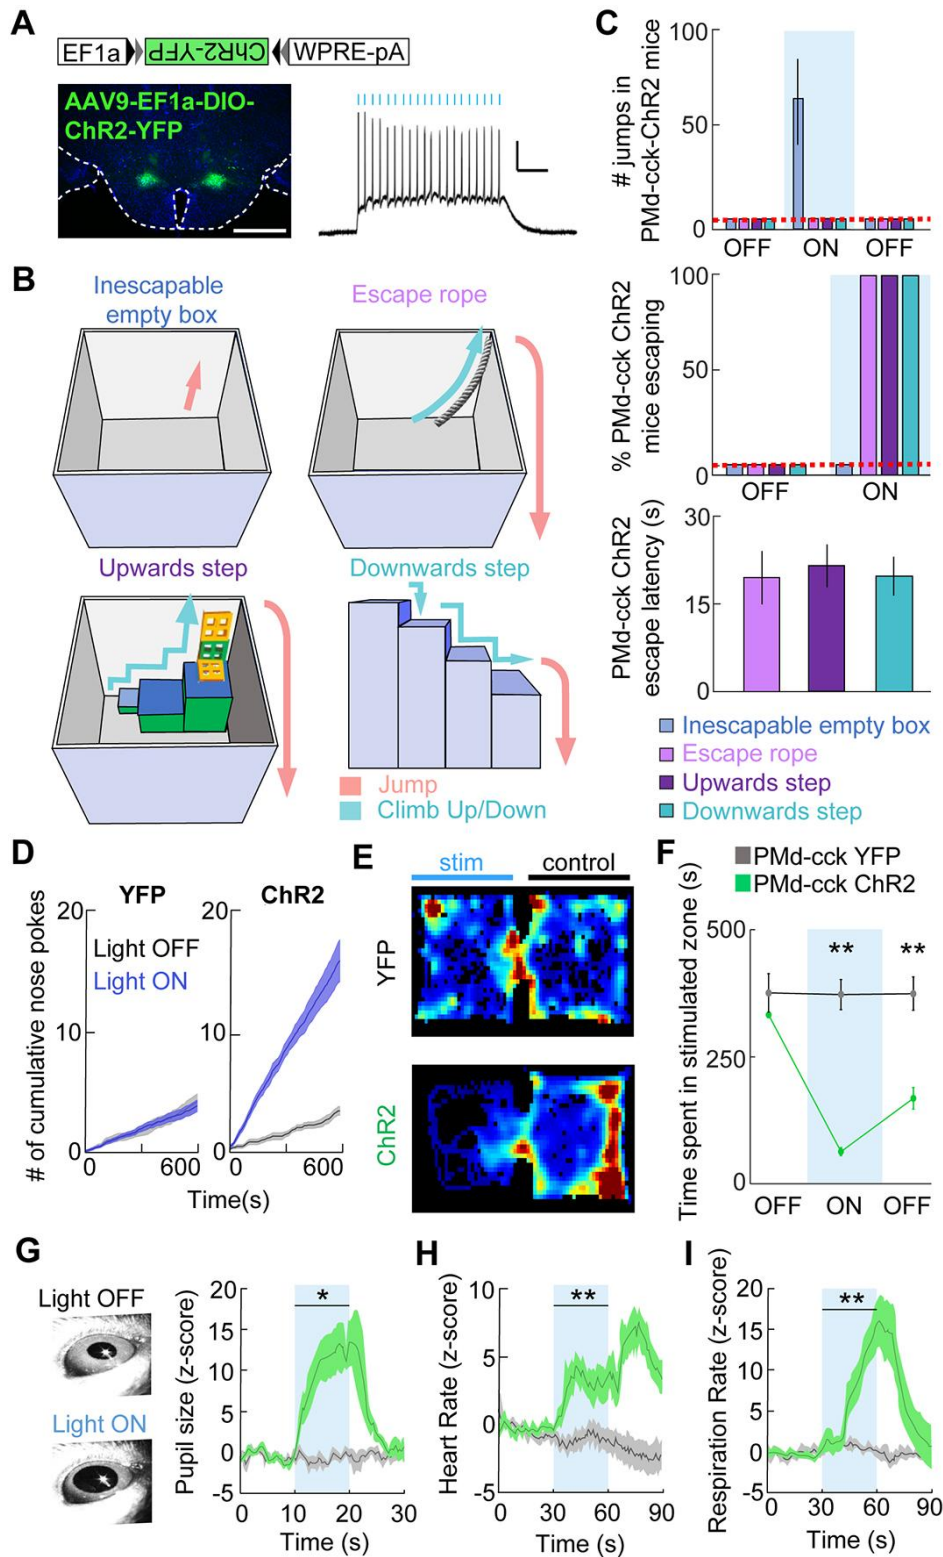 A
EF1a
ChR2-YFP
WPRE-pA
AAV9-EF1a-DIO-
ChR2-YFP
B
Inescapable
empty box
Escape rope
Upwards step
Downwards step
Jump
Climb Up/Down
C
# jumps in
PMd-cck-ChR2 mice
100
50
0
OFF
ON
OFF
% PMd-cck ChR2
mice escaping
100
50
0
OFF
ON
PMd-cck ChR2
escape latency (s)
30
15
0
Inescapable empty box
Escape rope
Upwards step
Downwards step
D
YFP
ChR2
Light OFF
Light ON
# of cumulative nose pokes
20
10
0
0
600
20
10
0
0
600
Time(s)
E
stim
control
YFP
ChR2
F
PMd-cck YFP
PMd-cck ChR2
Time spent in stimulated zone (s)
500
250
0
**
**
OFF
ON
OFF
G
Light OFF
Light ON
Pupil size (z-score)
20
15
10
5
0
-5
*
0
10
20
30
Time (s)
H
Heart Rate (z-score)
10
5
0
-5
**
0
30
60
90
Time (s)
I
Respiration Rate (z-score)
20
15
10
5
0
-5
**
0
30
60
90
Time (s)